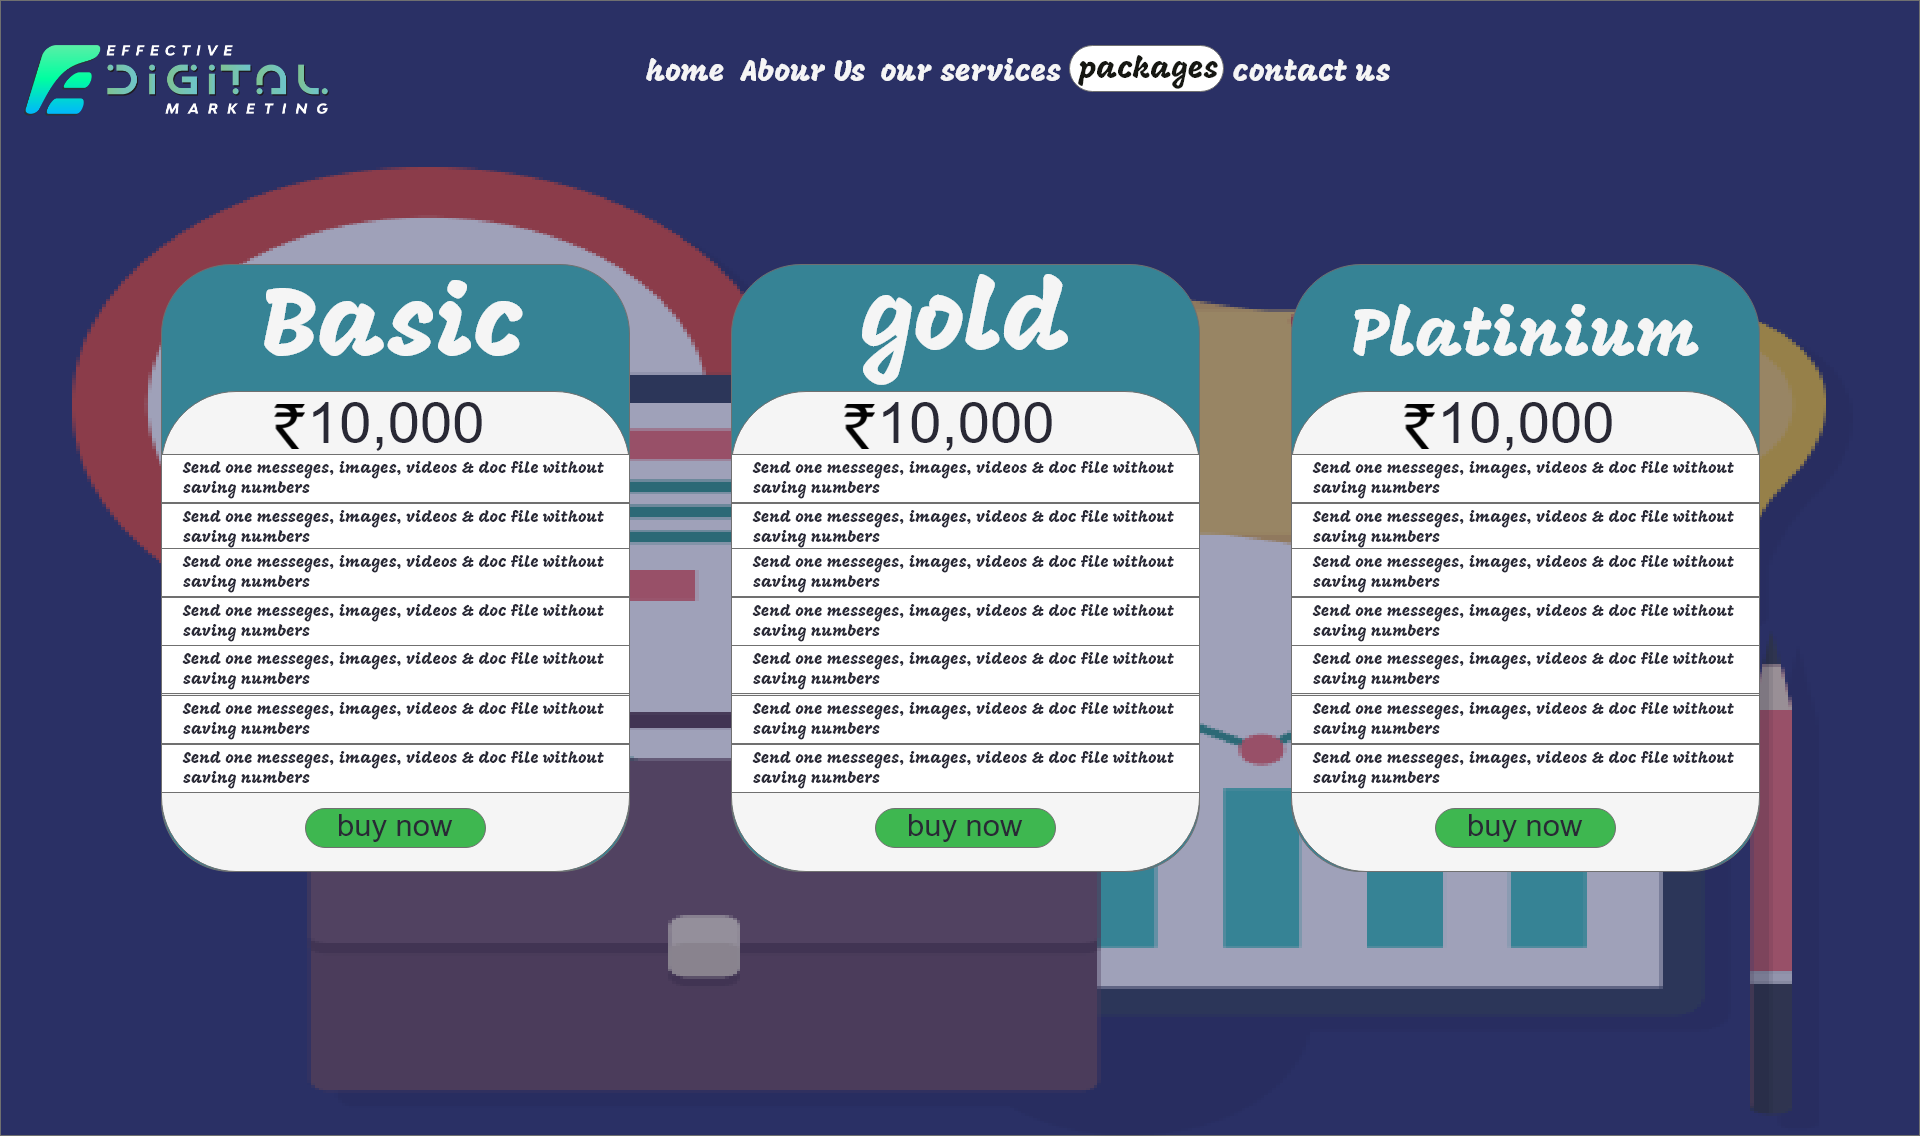 EFFECTIVE
DIGITAL
MARKETING
home Abour Us our services packages contact us
Basic
₹10,000
Send one messeges, images, videos & doc file without
saving numbers
Send one messeges, images, videos & doc file without
saving numbers
Send one messeges, images, videos & doc file without
saving numbers
Send one messeges, images, videos & doc file without
saving numbers
Send one messeges, images, videos & doc file without
saving numbers
Send one messeges, images, videos & doc file without
saving numbers
Send one messeges, images, videos & doc file without
saving numbers
buy now
gold
₹10,000
Send one messeges, images, videos & doc file without
saving numbers
Send one messeges, images, videos & doc file without
saving numbers
Send one messeges, images, videos & doc file without
saving numbers
Send one messeges, images, videos & doc file without
saving numbers
Send one messeges, images, videos & doc file without
saving numbers
Send one messeges, images, videos & doc file without
saving numbers
Send one messeges, images, videos & doc file without
saving numbers
buy now
Platinium
₹10,000
Send one messeges, images, videos & doc file without
saving numbers
Send one messeges, images, videos & doc file without
saving numbers
Send one messeges, images, videos & doc file without
saving numbers
Send one messeges, images, videos & doc file without
saving numbers
Send one messeges, images, videos & doc file without
saving numbers
Send one messeges, images, videos & doc file without
saving numbers
Send one messeges, images, videos & doc file without
saving numbers
buy now